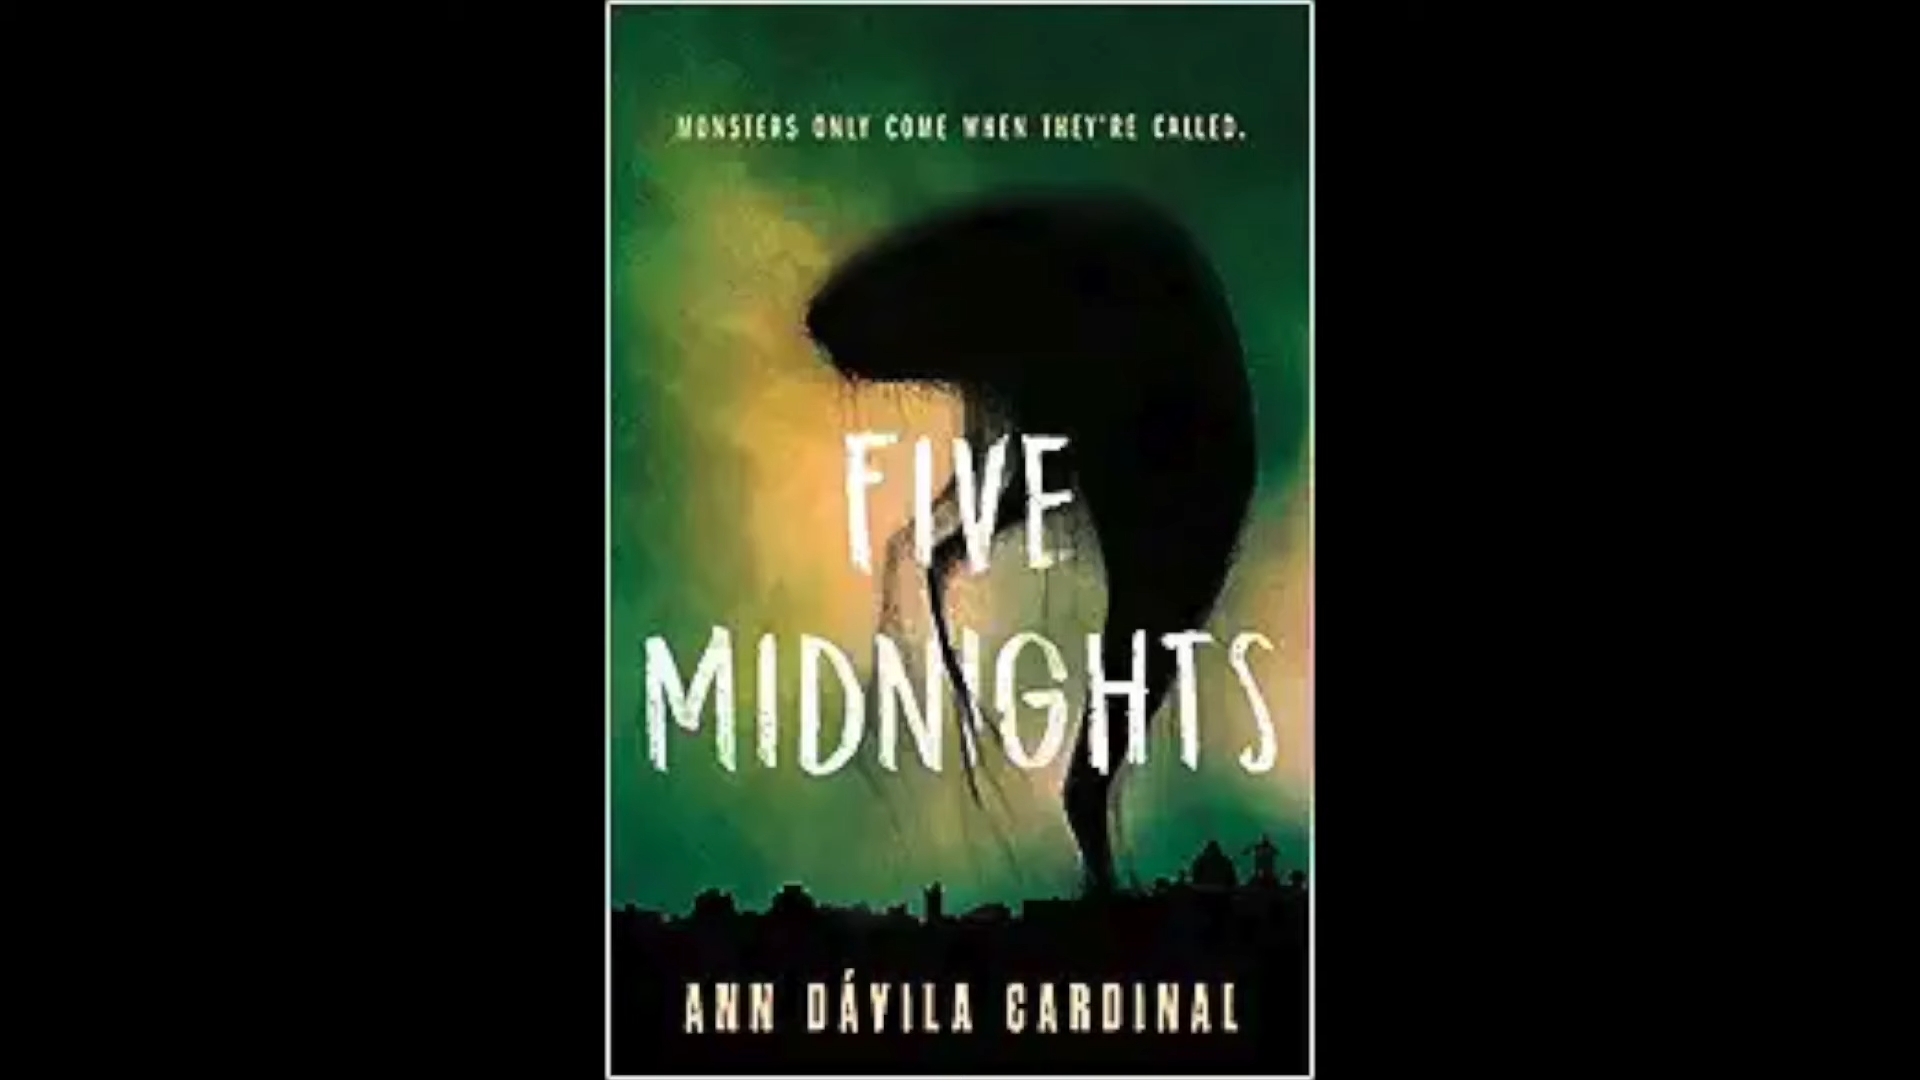 MONSTERS ONLY COME WHEN THEY'RE CALLED.
FIVE
MIDNIGHTS
ANN DÁVILA CARDINAL